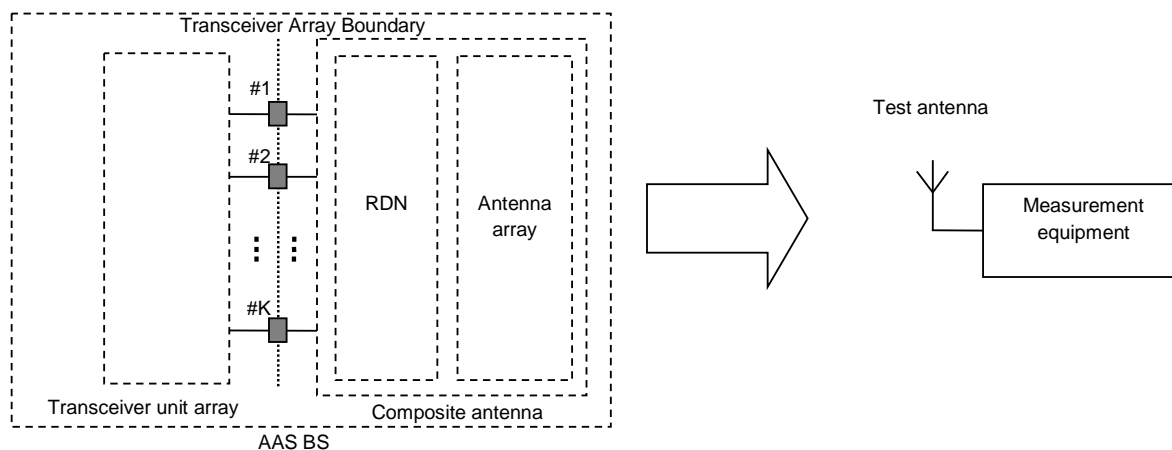 Transceiver Array Boundary
#1
#2
#K
RDN
Antenna
array
Transceiver unit array
Composite antenna
AAS BS
Test antenna
Measurement
equipment